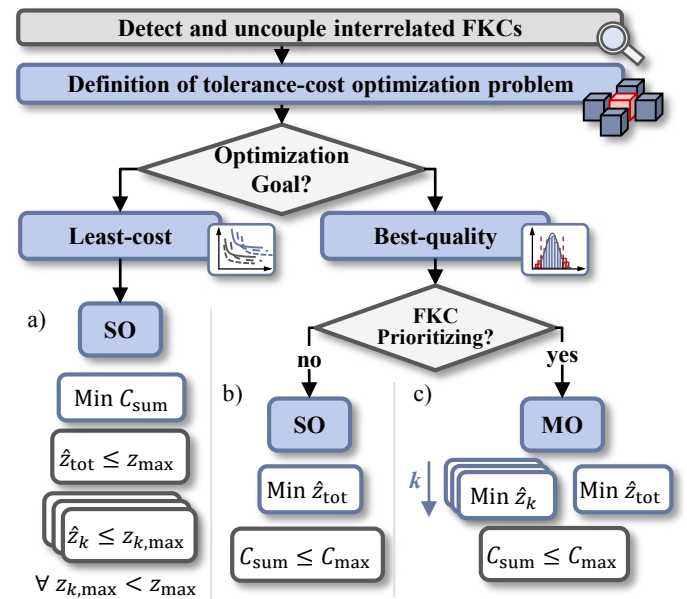 Detect and uncouple interrelated FKCs
Definition of tolerance-cost optimization problem
Optimization
Goal?
Least-cost
Best-quality
a)
SO
Min C_sum
ẑ_tot ≤ z_max
ẑ_k ≤ z_k,max
∀ z_k,max < z_max
FKC
Prioritizing?
no
yes
b)
SO
Min ẑ_tot
C_sum ≤ C_max
c)
MO
k
Min ẑ_k
Min ẑ_tot
C_sum ≤ C_max